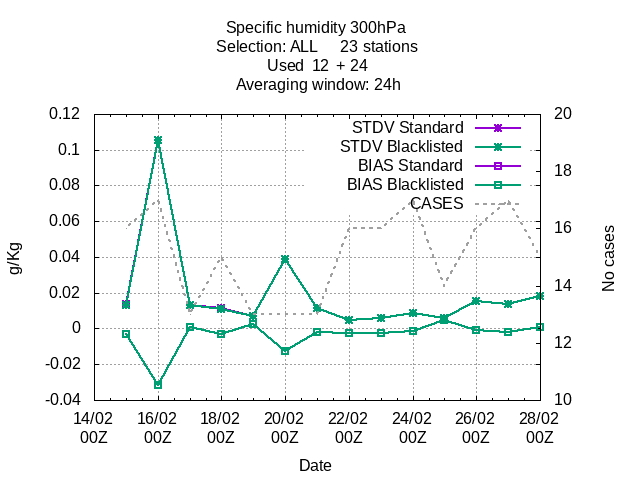 Specific humidity 300hPa
Selection: ALL     23 stations
Used  12  + 24
Averaging window: 24h
0.12
0.1
0.08
0.06
0.04
0.02
0
-0.02
-0.04
g/Kg
20
18
16
14
12
10
No cases
STDV Standard
STDV Blacklisted
BIAS Standard
BIAS Blacklisted
CASES
14/02 16/02 18/02 20/02 22/02 24/02 26/02 28/02
00Z 00Z 00Z 00Z 00Z 00Z 00Z 00Z
Date